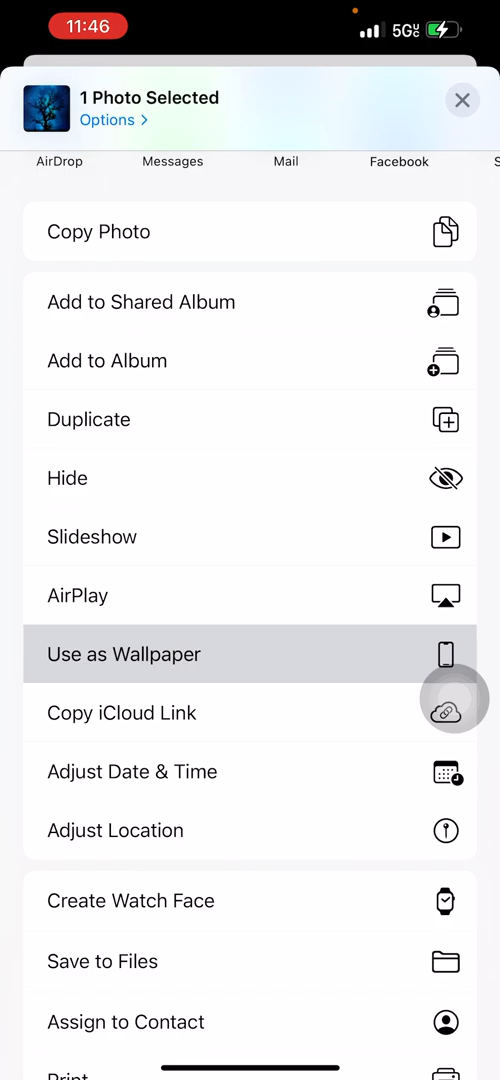 11:46
5GUC
1 Photo Selected
Options >
AirDrop Messages Mail Facebook S
Copy Photo
Add to Shared Album
Add to Album
Duplicate
Hide
Slideshow
AirPlay
Use as Wallpaper
Copy iCloud Link
Adjust Date & Time
Adjust Location
Create Watch Face
Save to Files
Assign to Contact
Print